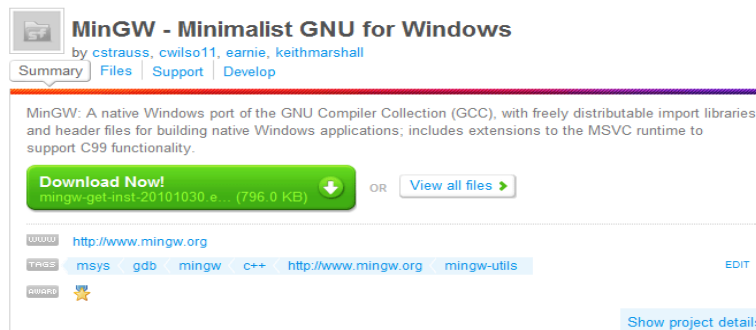 MinGW - Minimalist GNU for Windows
by cstrauss, cwilso11, earnie, keithmarshall
Summary Files Support Develop
MinGW: A native Windows port of the GNU Compiler Collection (GCC), with freely distributable import libraries
and header files for building native Windows applications; includes extensions to the MSVC runtime to
support C99 functionality.
Download Now!
mingw-get-inst-20101030.e... (796.0 KB)
OR
View all files
WWW http://www.mingw.org
TAGS msys gdb mingw c++ http://www.mingw.org mingw-utils EDIT
AWARD
Show project details